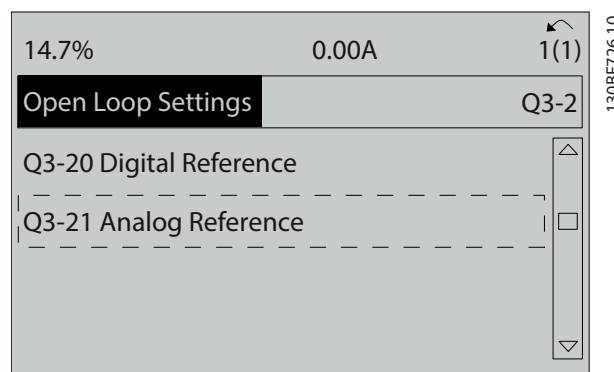 14.7% 0.00A 1(1)
Open Loop Settings Q3-2
Q3-20 Digital Reference
Q3-21 Analog Reference
130BF726.10